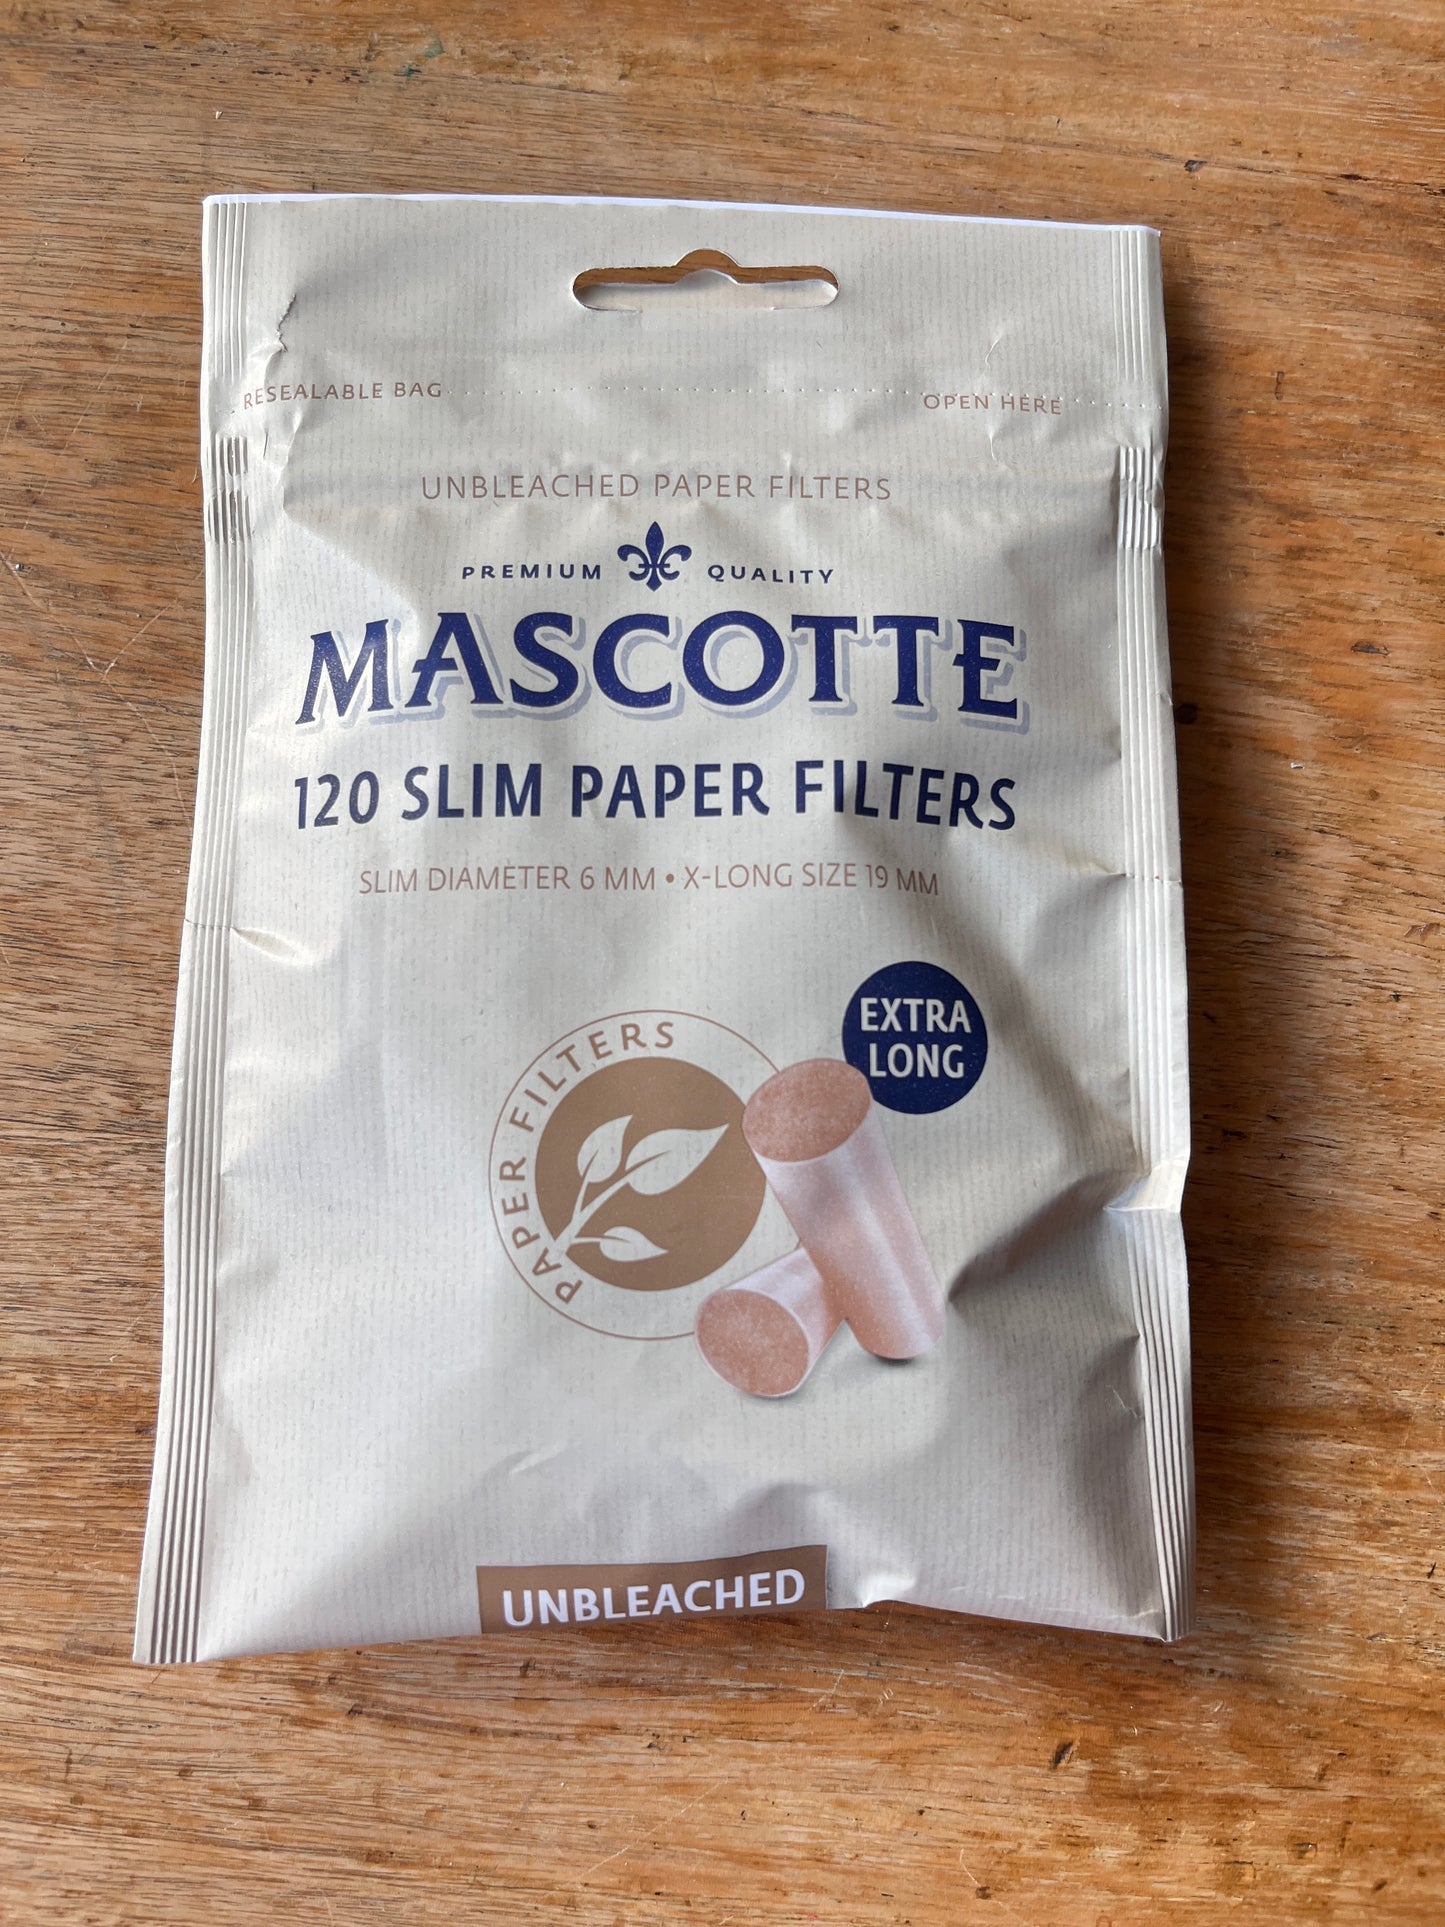 RESEALABLE BAG
OPEN HERE
UNBLEACHED PAPER FILTERS
PREMIUM QUALITY
MASCOTTE
120 SLIM PAPER FILTERS
SLIM DIAMETER 6 MM • X-LONG SIZE 19 MM
EXTRA
LONG
PAPER FILTERS
UNBLEACHED